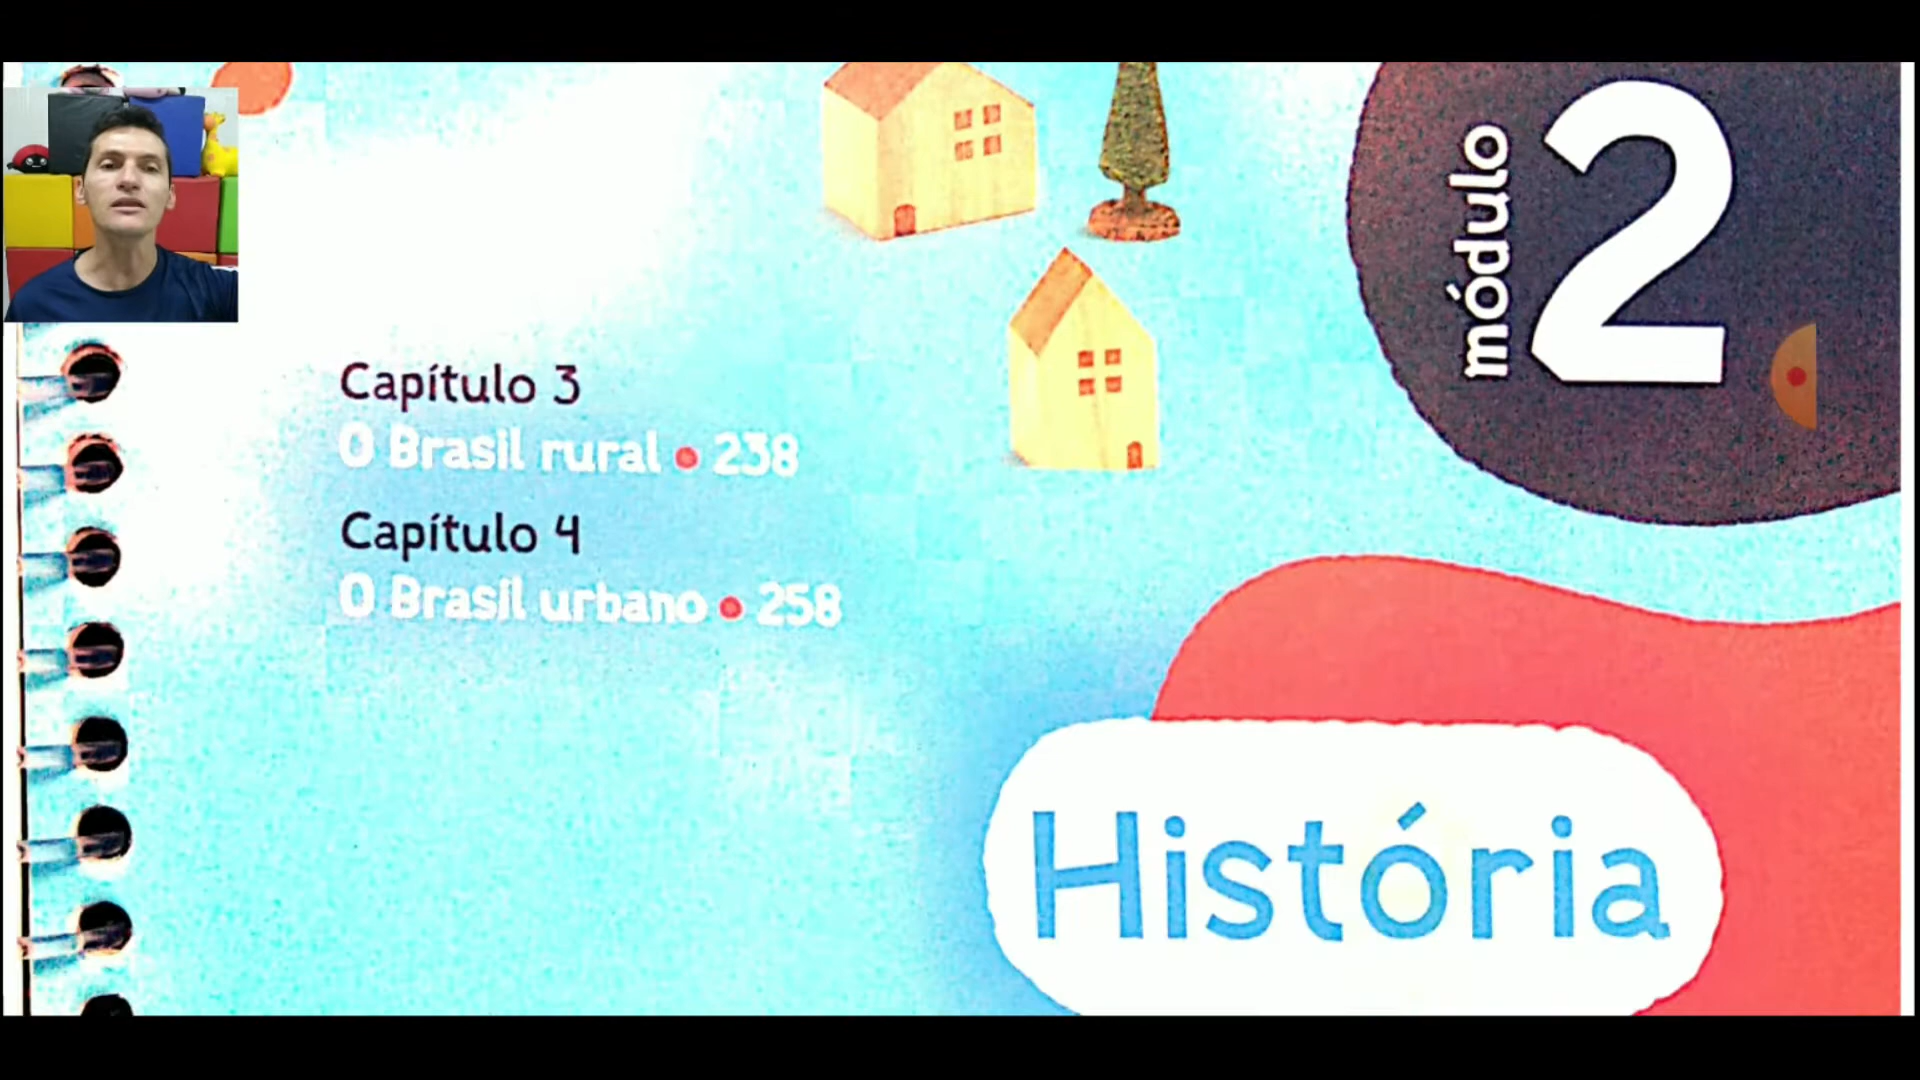 módulo
2
Capítulo 3
O Brasil rural • 238
Capítulo 4
O Brasil urbano • 258
História